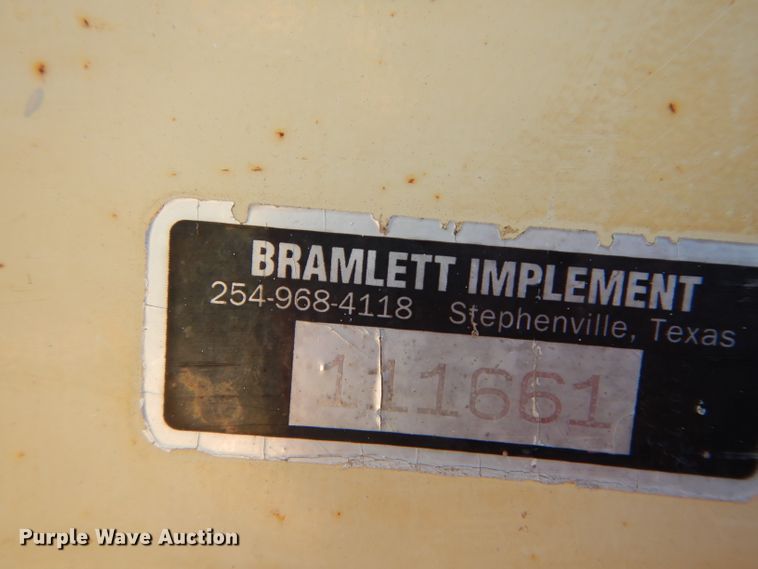 BRAMLETT IMPLEMENT
254-968-4118 Stephenville, Texas
111661
Purple Wave Auction